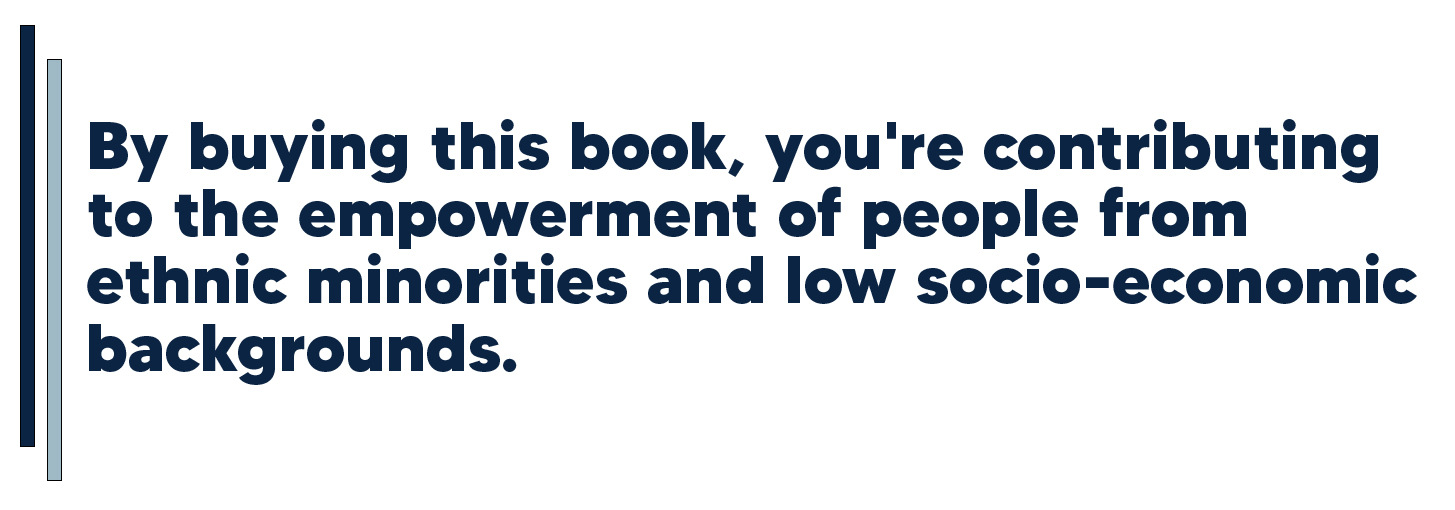 By buying this book, you're contributing
to the empowerment of people from
ethnic minorities and low socio-economic
backgrounds.